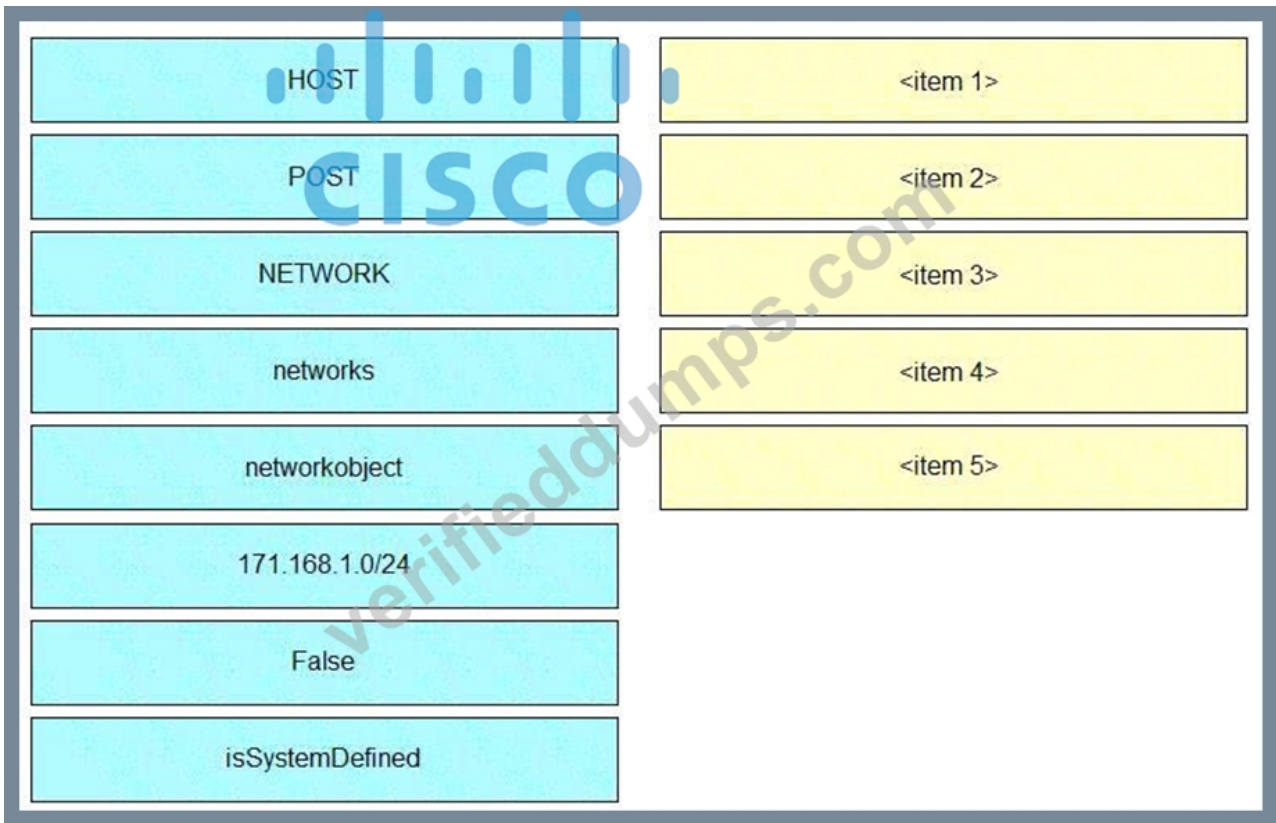 HOST
POST
NETWORK
networks
networkobject
171.168.1.0/24
False
isSystemDefined
<item 1>
<item 2>
<item 3>
<item 4>
<item 5>
CISCO
verifieddumps.com